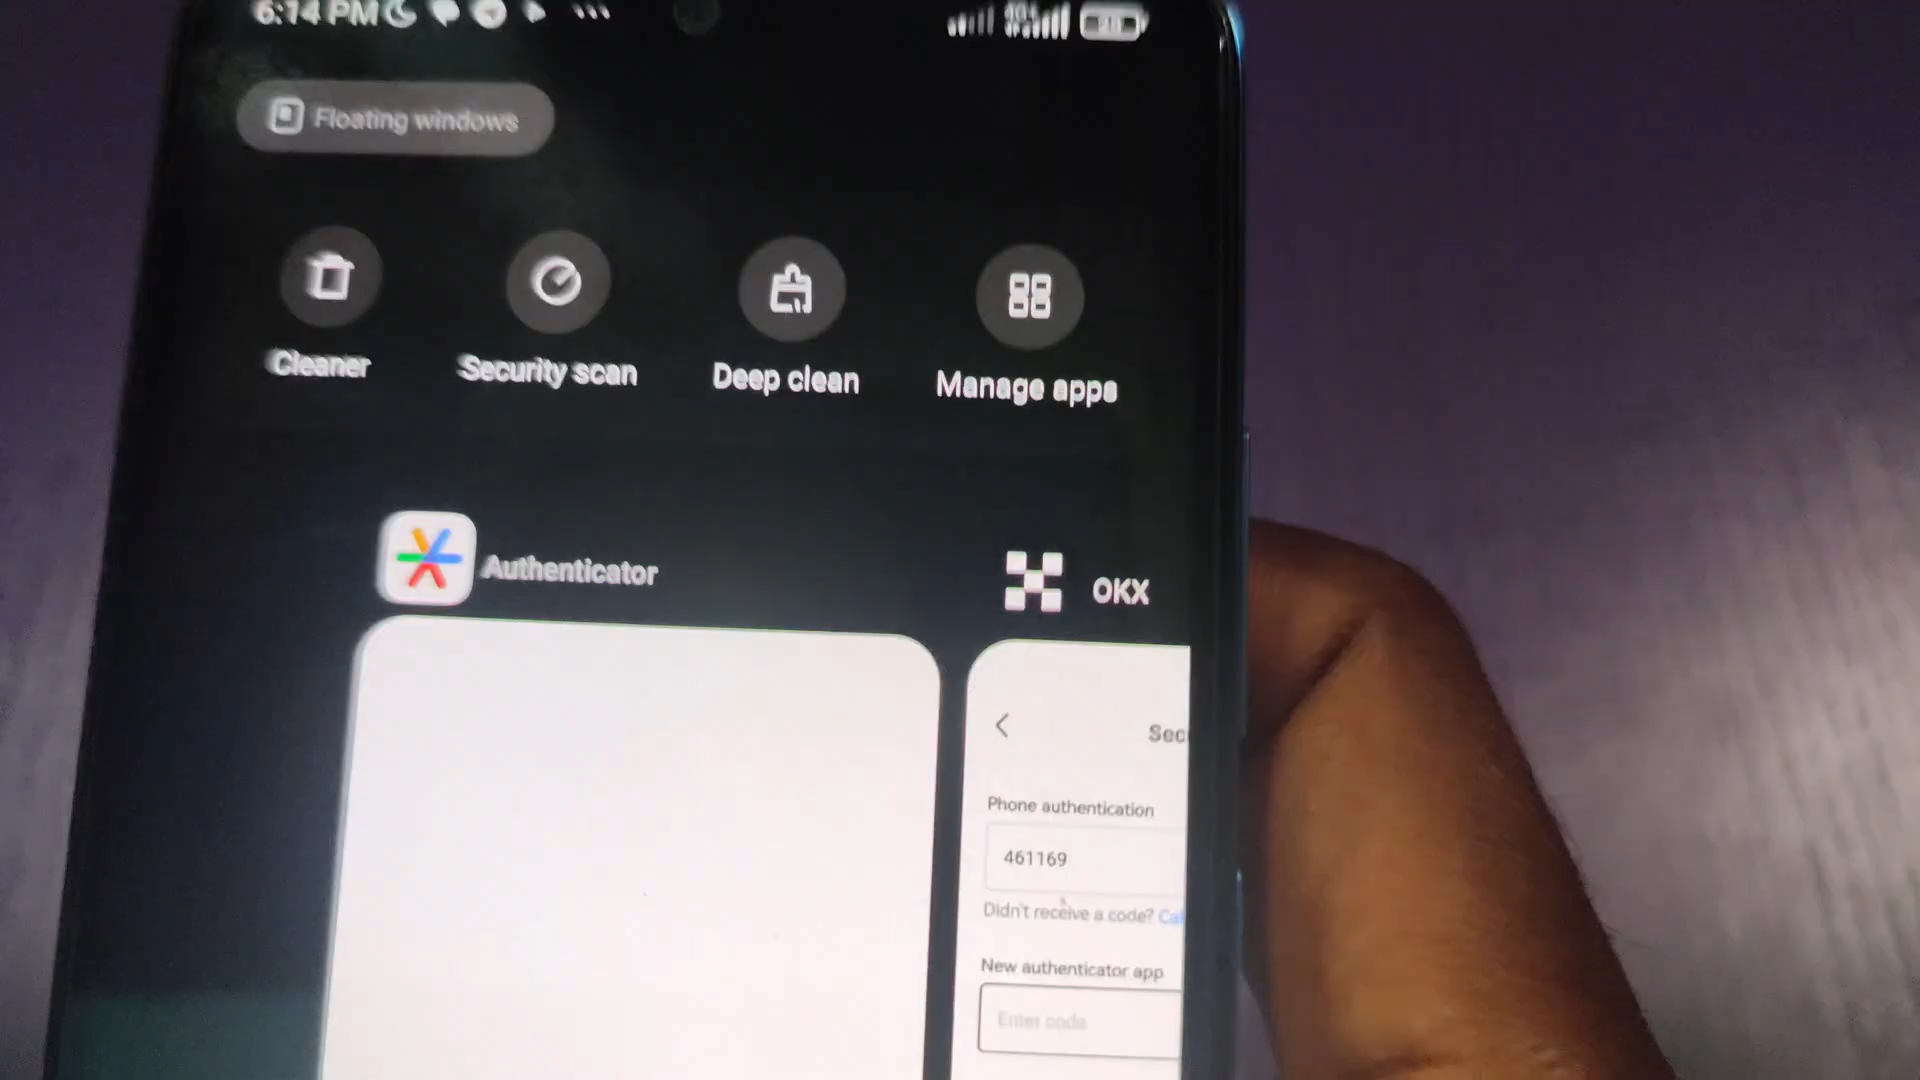 6:14 PM
Floating windows
Cleaner
Security scan
Deep clean
Manage apps
Authenticator
OKX
Sec
Phone authentication
461169
Didn't receive a code? Cal
New authenticator app
Enter code